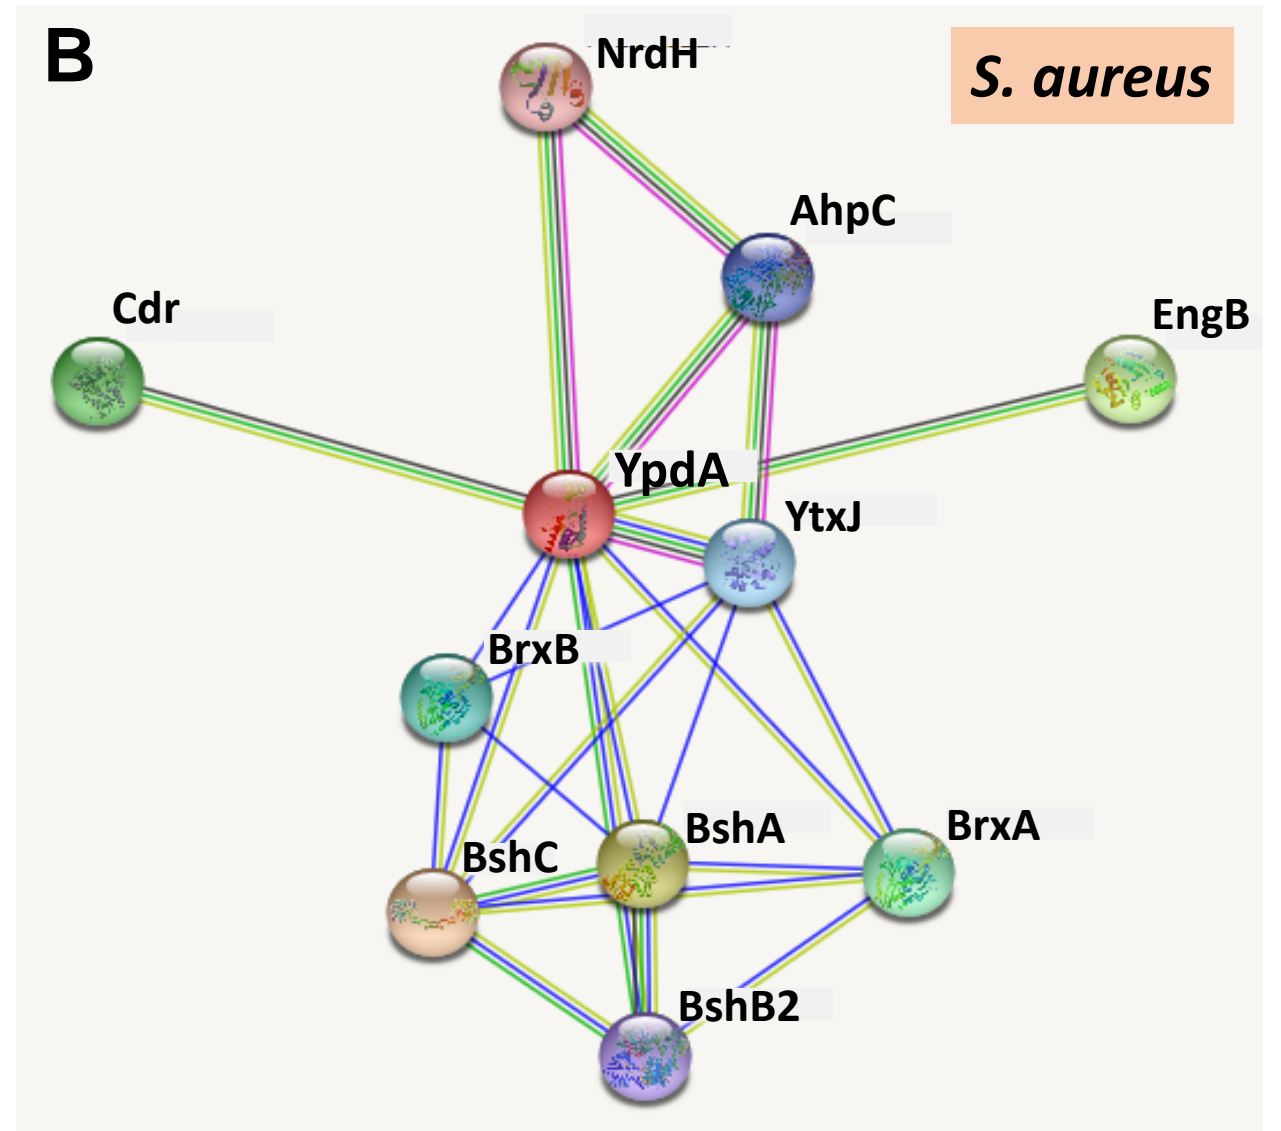 B
NrdH
S. aureus
AhpC
Cdr
EngB
YpdA
YtxJ
BrxB
BshA
BrxA
BshC
BshB2